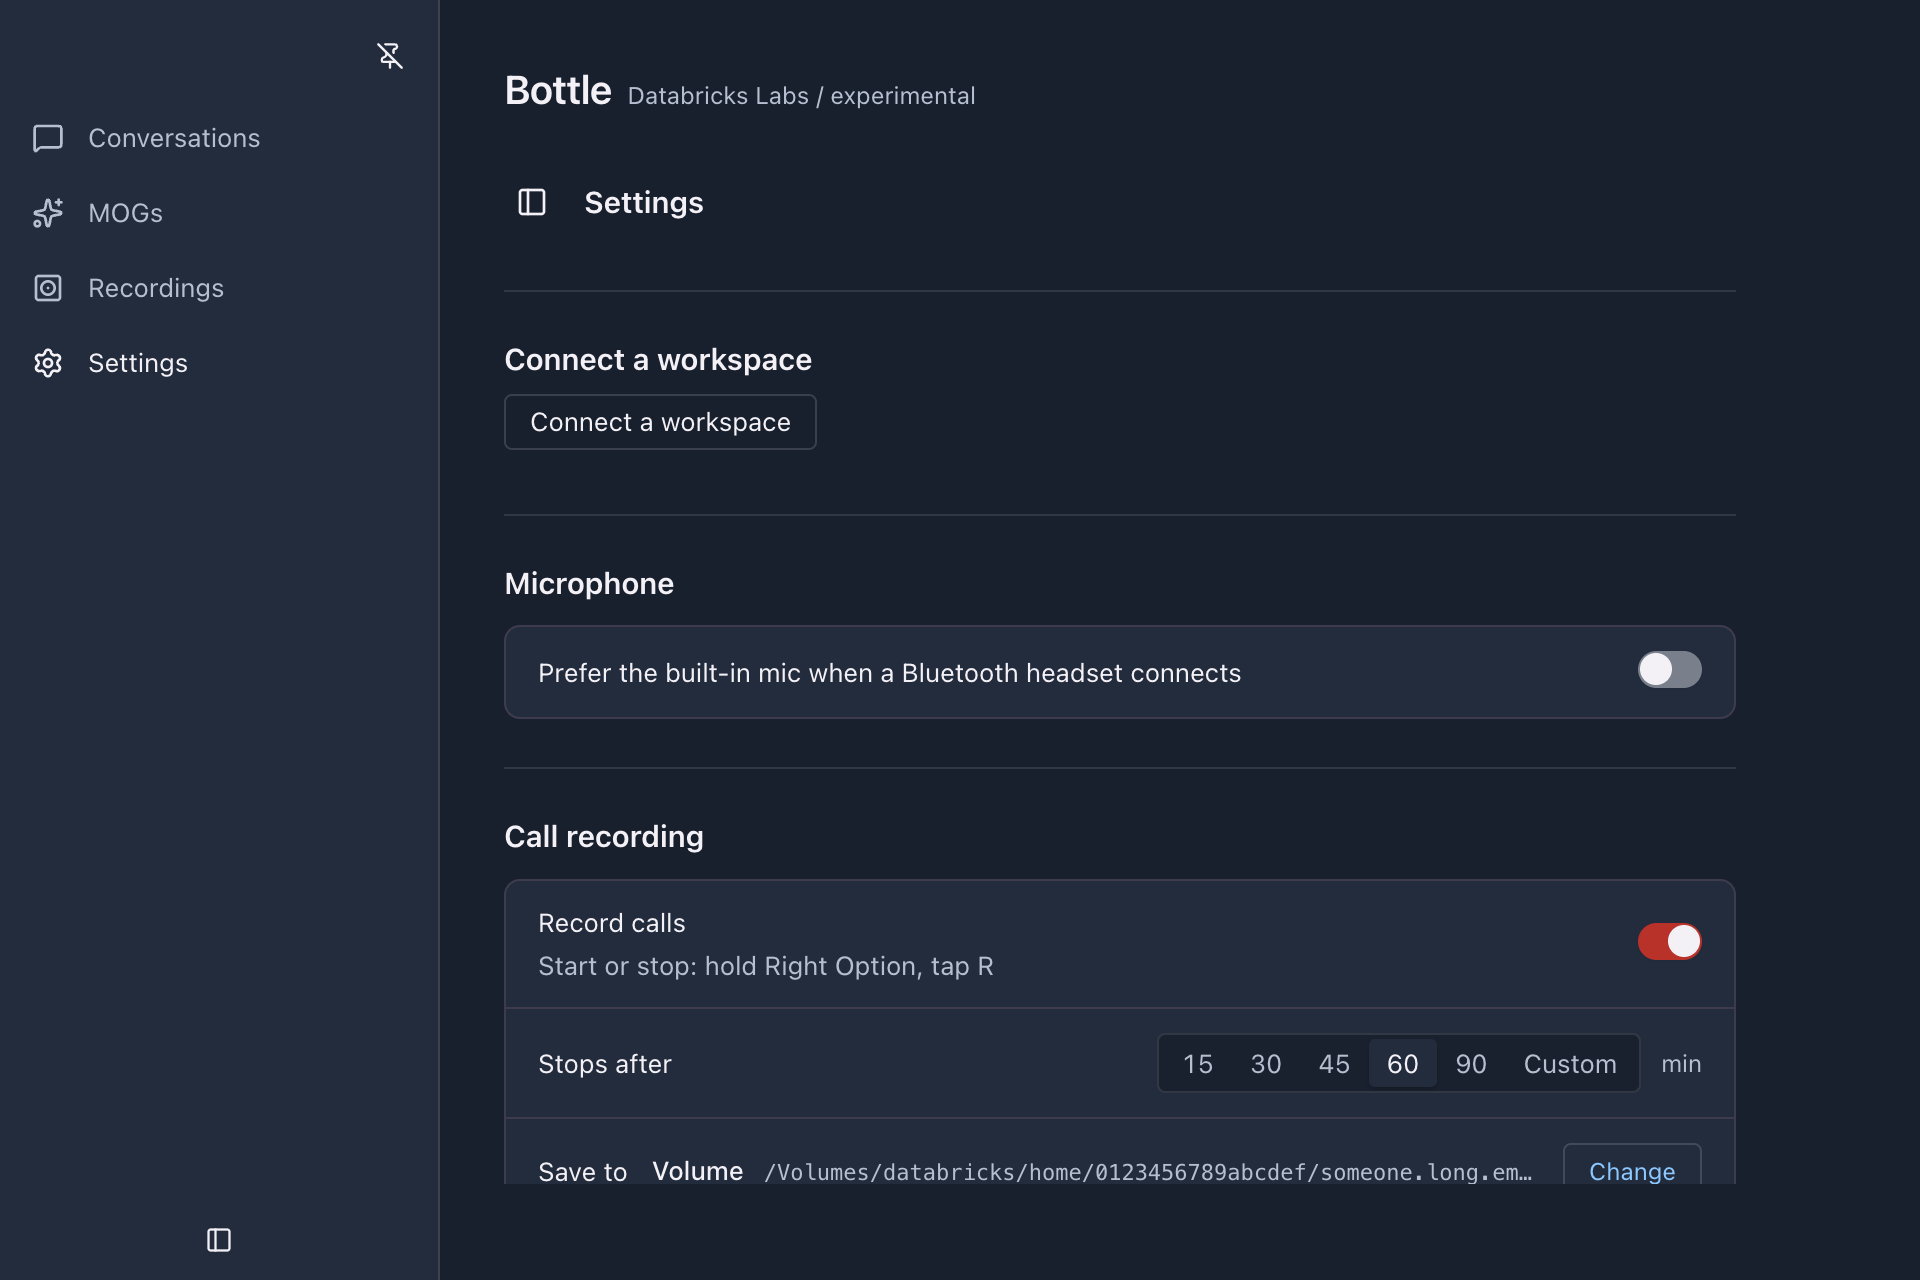 Conversations
MOGs
Recordings
Settings
Bottle Databricks Labs / experimental
Settings
Connect a workspace
Connect a workspace
Microphone
Prefer the built-in mic when a Bluetooth headset connects
Call recording
Record calls
Start or stop: hold Right Option, tap R
Stops after 15 30 45 60 90 Custom min
Save to Volume /Volumes/databricks/home/0123456789abcdef/someone.long.em… Change